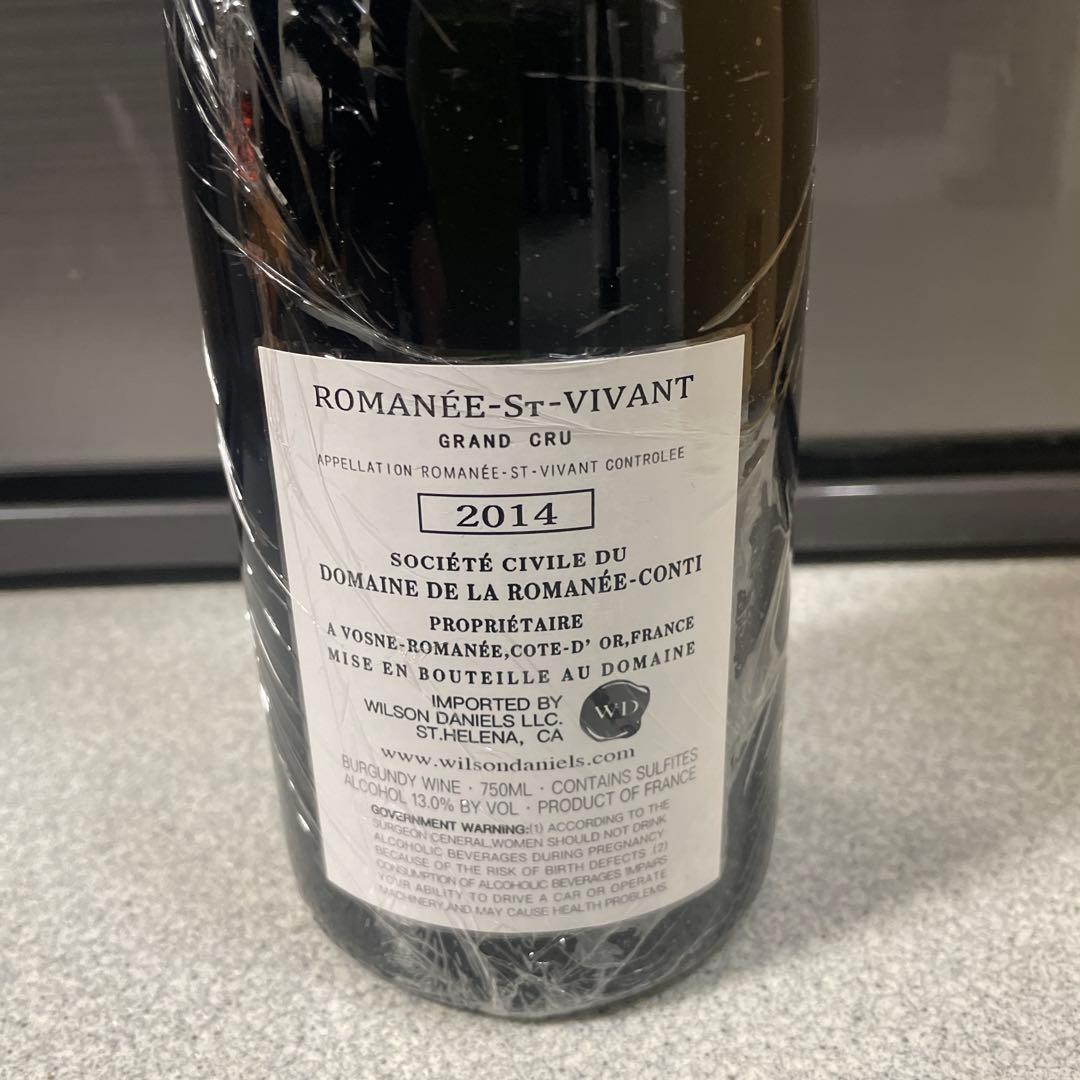 ROMANÉE-ST-VIVANT
GRAND CRU
APPELLATION ROMANÉE-ST-VIVANT CONTROLEE
2014
SOCIÉTÉ CIVILE DU
DOMAINE DE LA ROMANÉE-CONTI
PROPRIÉTAIRE
A VOSNE-ROMANÉE,COTE-D' OR,FRANCE
MISE EN BOUTEILLE AU DOMAINE
IMPORTED BY
WILSON DANIELS LLC.
ST.HELENA, CA
WD
www.wilsondaniels.com
BURGUNDY WINE · 750ML · CONTAINS SULFITES
ALCOHOL 13.0% BY VOL · PRODUCT OF FRANCE
GOVERNMENT WARNING:(1) ACCORDING TO THE
SURGEON CENERAL,WOMEN SHOULD NOT DRINK
ALCOHOLIC BEVERAGES DURING PREGNANCY
BECAUSE OF THE RISK OF BIRTH DEFECTS (2)
CONSUMPTION OF ALCOHOLIC BEVERAGES IMPAIRS
YOUR ABILITY TO DRIVE A CAR OR OPERATE
MACHINERY,AND MAY CAUSE HEALTH PROBLEMS